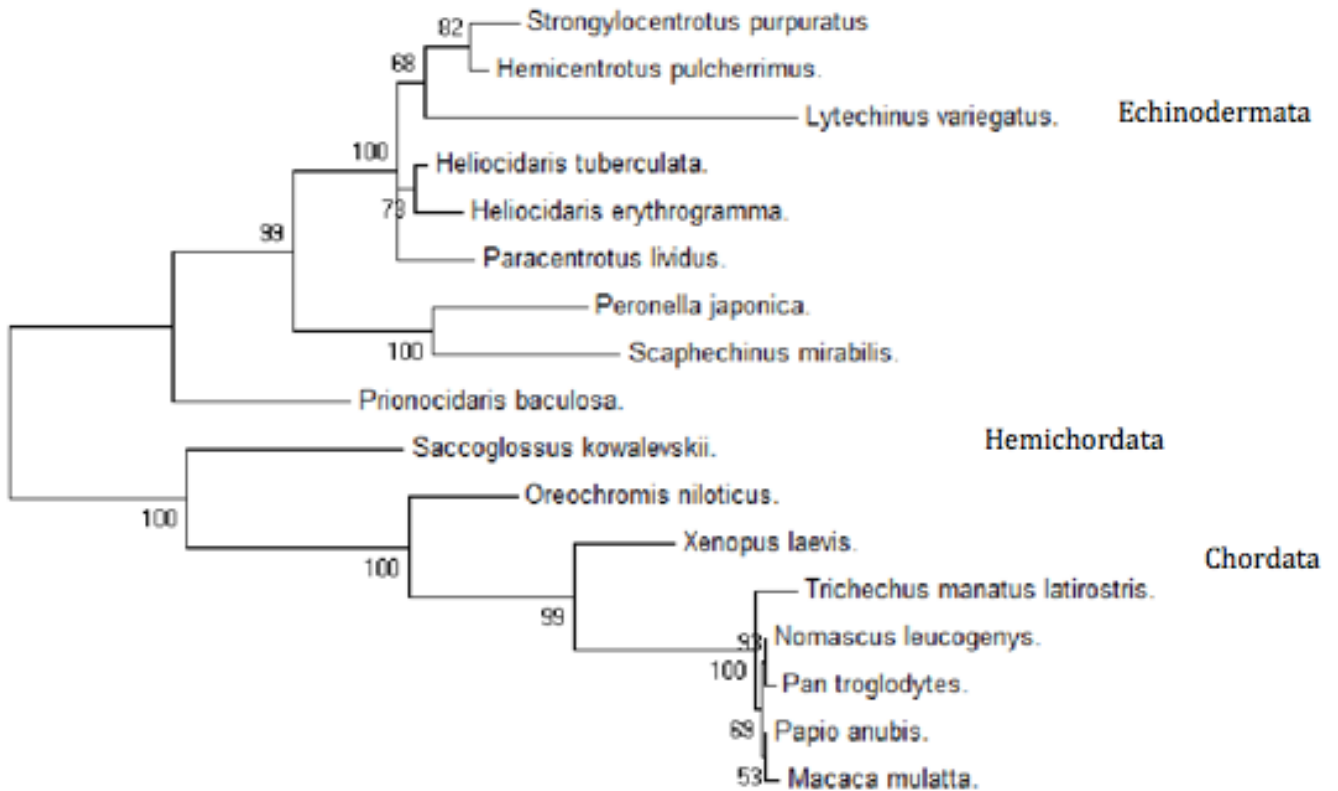 82
Strongylocentrotus purpuratus
68
Hemicentrotus pulcherrimus.
Lytechinus variegatus.
Echinodermata
100
Heliocidaris tuberculata.
73
Heliocidaris erythrogramma.
99
Paracentrotus lividus.
Peronella japonica.
100
Scaphechinus mirabilis.
Prionocidaris baculosa.
Hemichordata
Saccoglossus kowalevskii.
100
Oreochromis niloticus.
Xenopus laevis.
Chordata
100
Trichechus manatus latirostris.
99
93
Nomascus leucogenys.
100
Pan troglodytes.
69
Papio anubis.
53
Macaca mulatta.